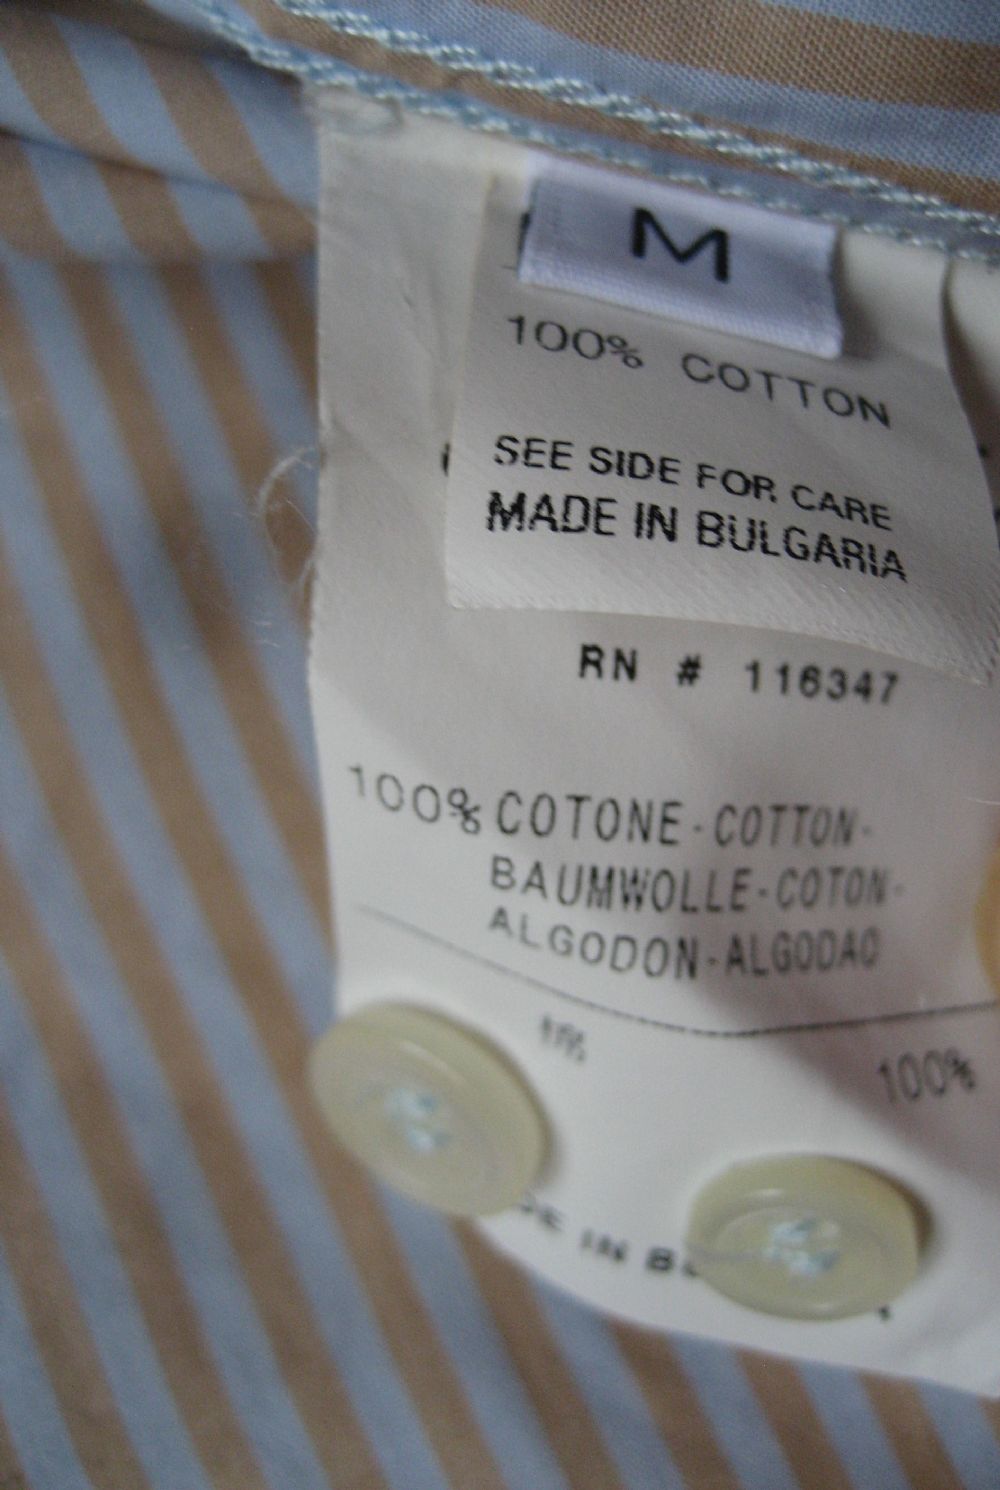 M
100% COTTON
SEE SIDE FOR CARE
MADE IN BULGARIA
RN # 116347
100% COTONE-COTTON-
BAUMWOLLE-COTON-
ALGODON-ALGODAO
100%
IN